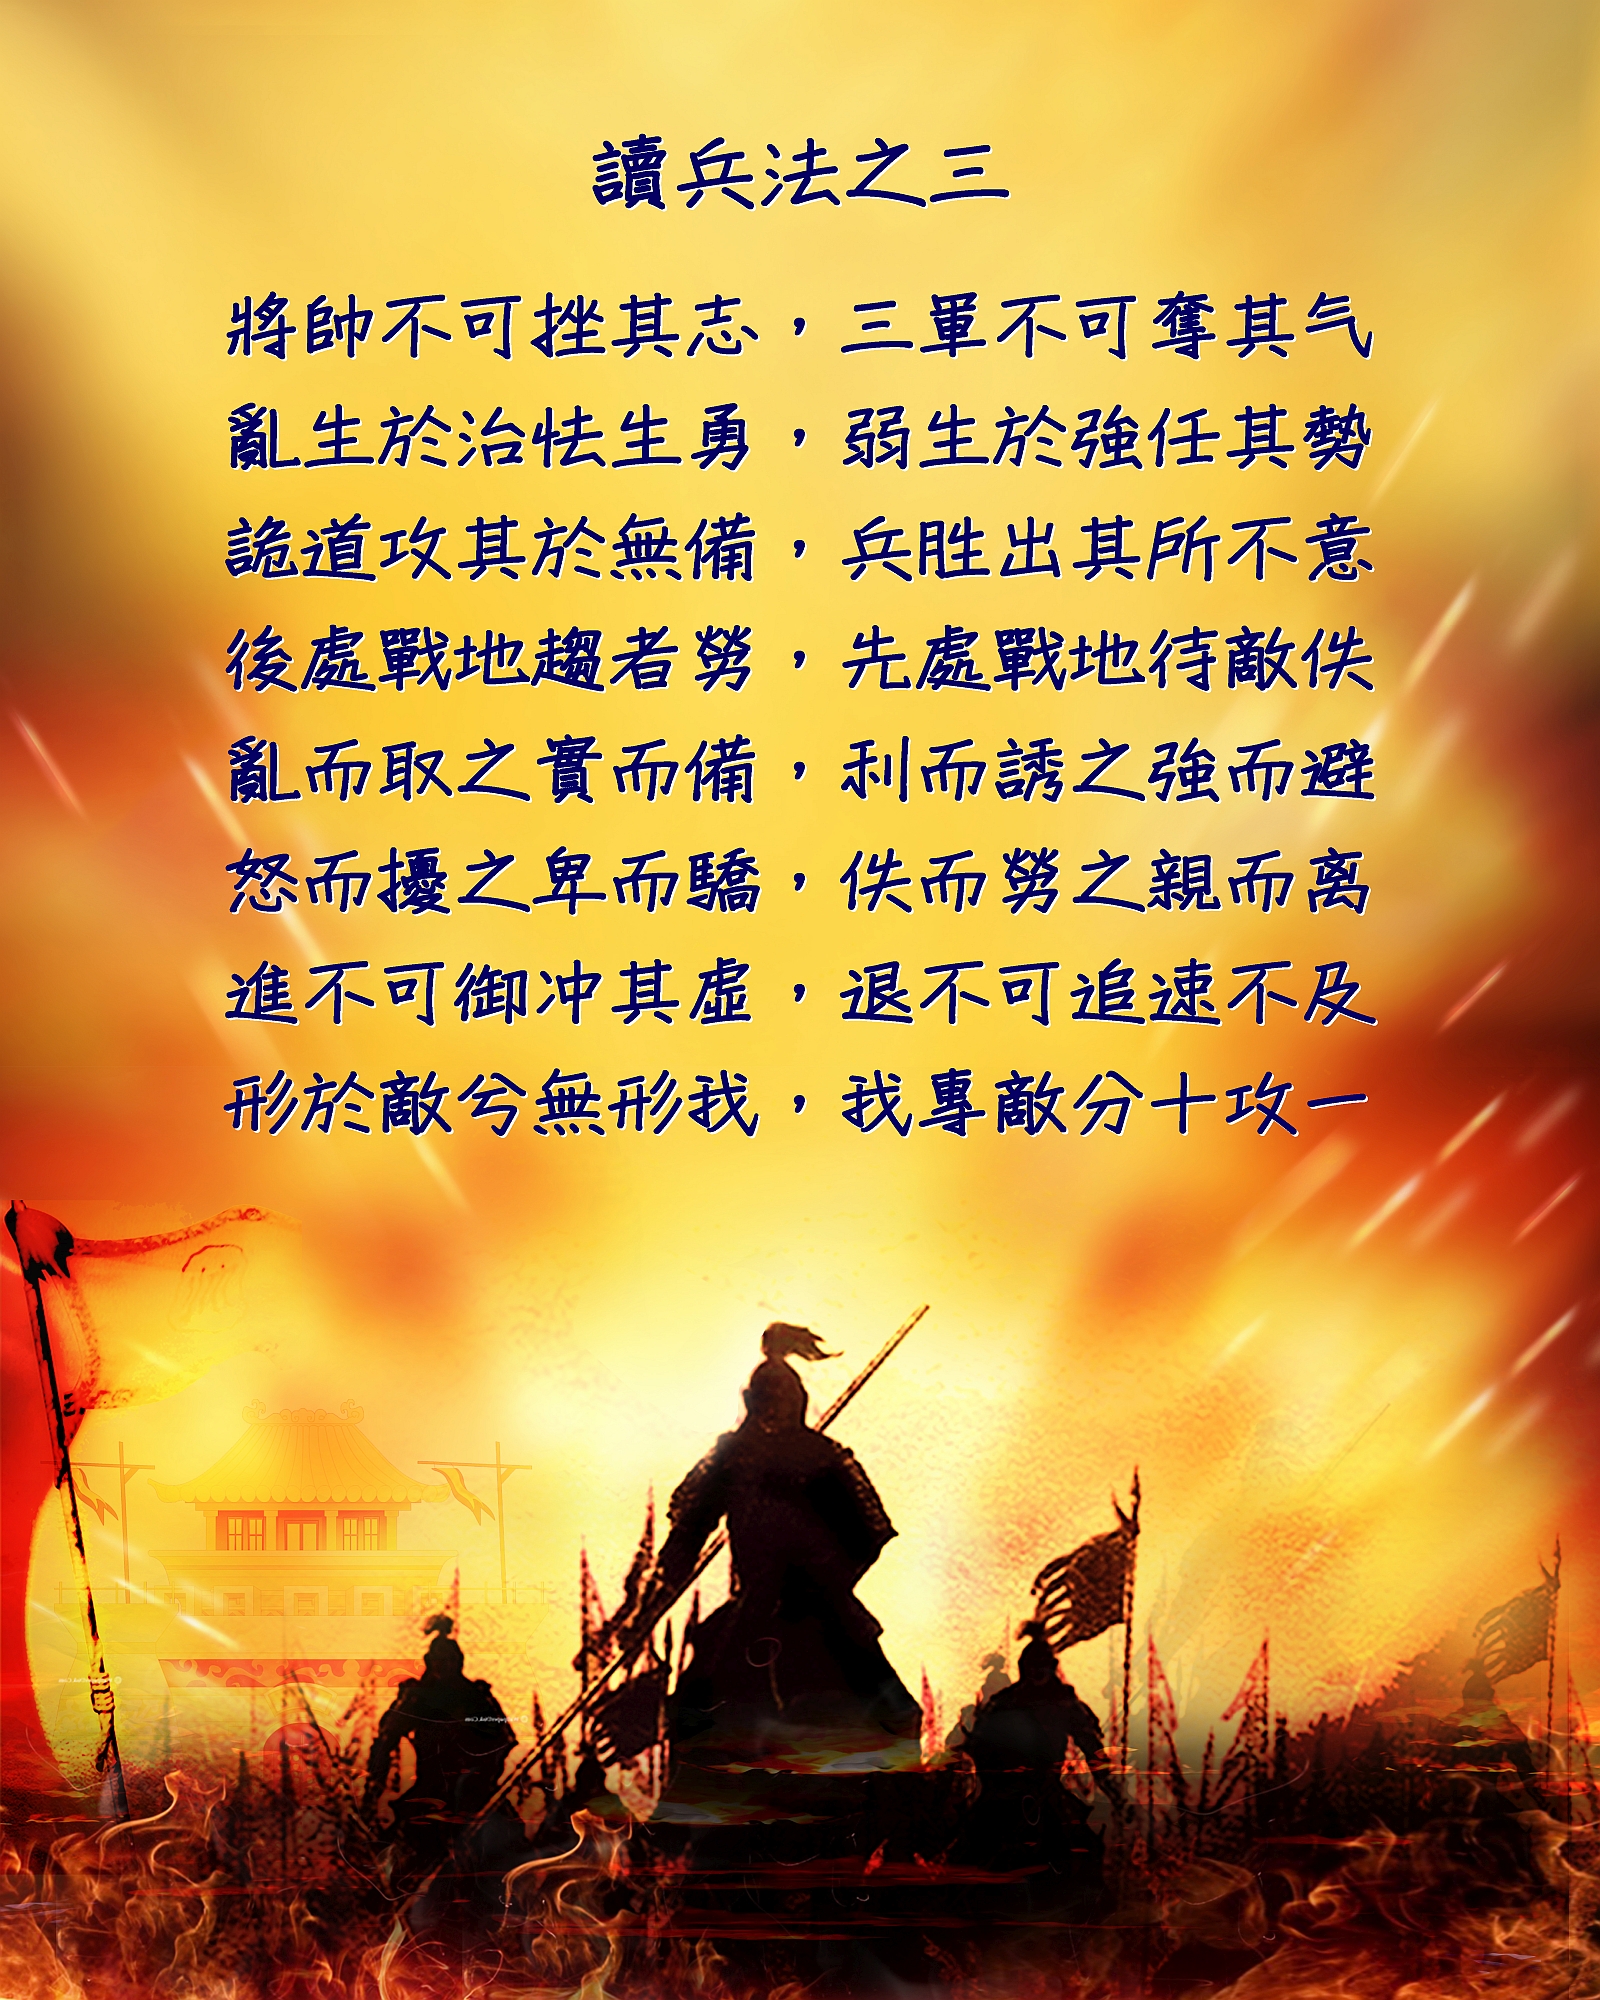 讀兵法之三
將帥不可挫其志，三軍不可奪其气
亂生於治怯生勇，弱生於強任其勢
詭道攻其於無備，兵胜出其所不意
後處戰地趨者勞，先處戰地待敵佚
亂而取之實而備，利而誘之強而避
怒而擾之卑而驕，佚而勞之親而离
進不可御冲其虛，退不可追速不及
形於敵兮無形我，我專敵分十攻一